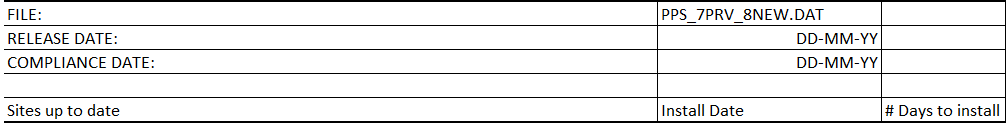 FILE: PPS_7PRV_8NEW.DAT
RELEASE DATE: DD-MM-YY
COMPLIANCE DATE: DD-MM-YY
Sites up to date Install Date # Days to install